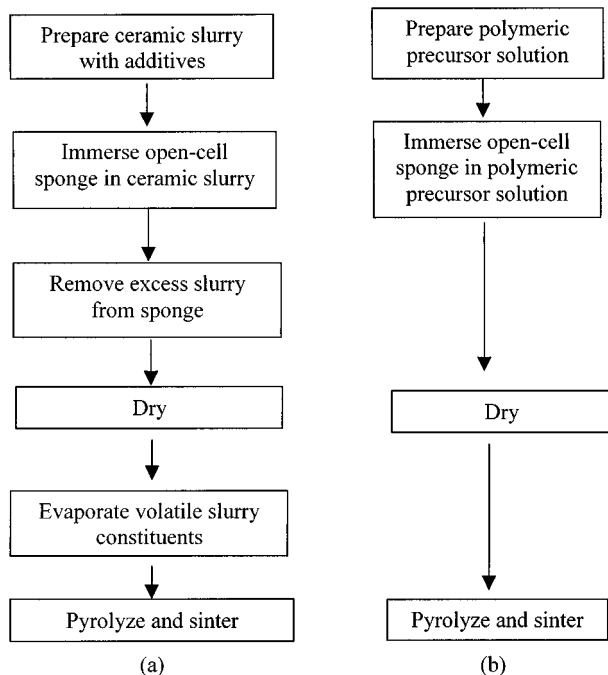 Prepare ceramic slurry
with additives
Immerse open-cell
sponge in ceramic slurry
Remove excess slurry
from sponge
Dry
Evaporate volatile slurry
constituents
Pyrolyze and sinter
(a)
Prepare polymeric
precursor solution
Immerse open-cell
sponge in polymeric
precursor solution
Dry
Pyrolyze and sinter
(b)